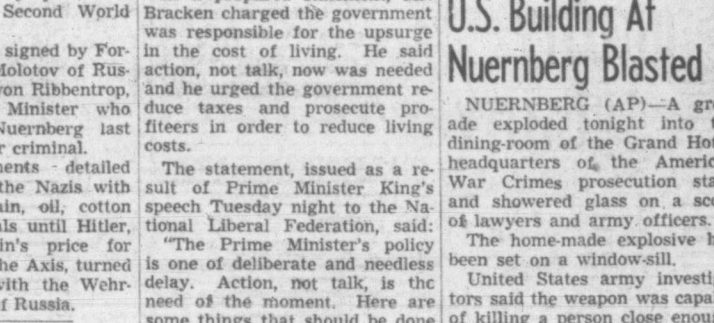 Second World
signed by For-
Molotov of Rus-
von Ribbentrop,
Minister who
Nuernberg last
r criminal.
ments - detailed
the Nazis with
ain, oil, cotton
ls until Hitler,
in's price for
he Axis, turned
with the Wehr-
f Russia.
Bracken charged the government
was responsible for the upsurge
in the cost of living. He said
action, not talk, now was needed
and he urged the government re-
duce taxes and prosecute pro-
fiteers in order to reduce living
costs.
The statement, issued as a re-
sult of Prime Minister King's
speech Tuesday night to the Na-
tional Liberal Federation, said:
"The Prime Minister's policy
is one of deliberate and needless
delay. Action, not talk, is the
need of the moment. Here are
some things that should be done
U.S. Building At
Nuernberg Blasted
NUERNBERG (AP)—A gre
ade exploded tonight into t
dining-room of the Grand Hot
headquarters of the Americ
War Crimes prosecution sta
and showered glass on a sco
of lawyers and army officers.
The home-made explosive h
been set on a window-sill.
United States army investi
tors said the weapon was capa
of killing a person close enou